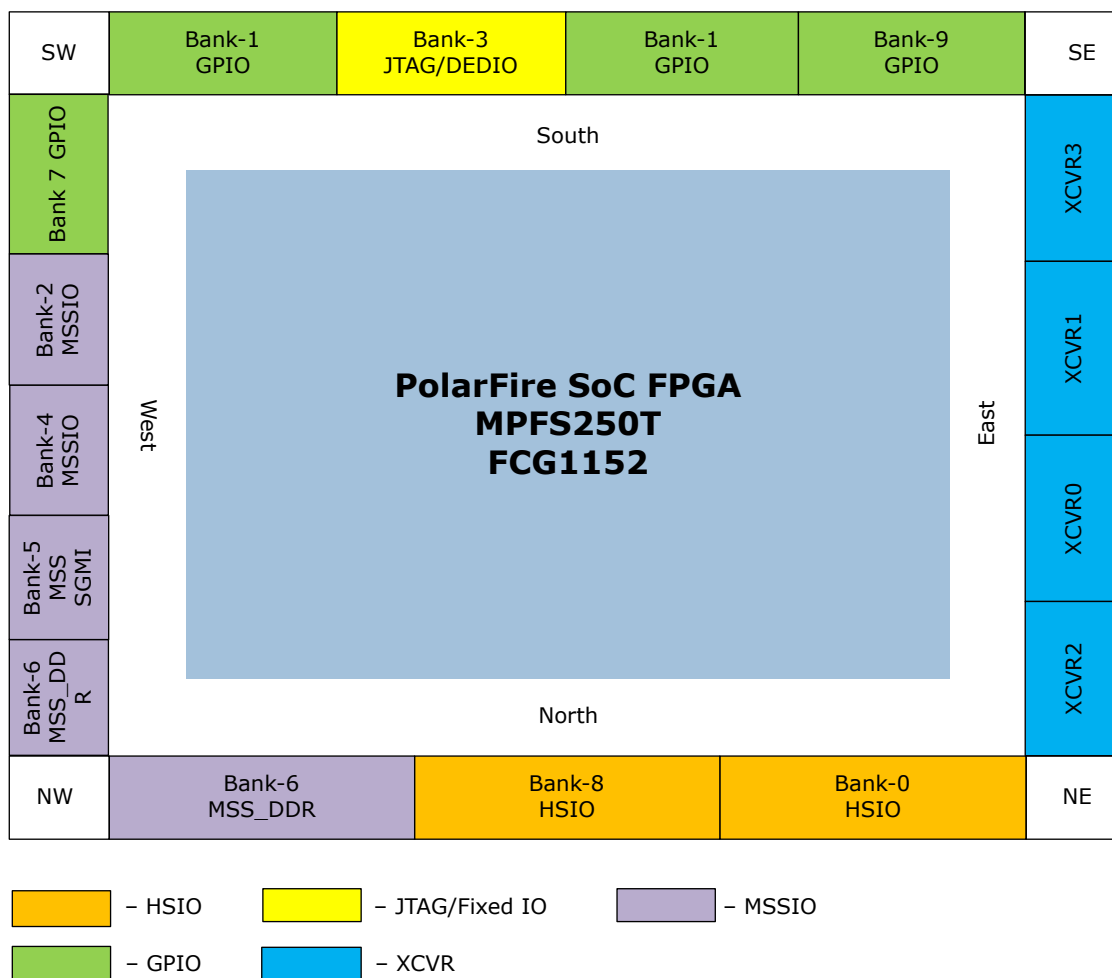 SW
Bank-1
GPIO
Bank-3
JTAG/DEDIO
Bank-1
GPIO
Bank-9
GPIO
SE
Bank 7 GPIO
Bank-2
MSSIO
Bank-4
MSSIO
Bank-5
MSS
SGMI
Bank-6
MSS_DD
R
South
West
PolarFire SoC FPGA
MPFS250T
FCG1152
East
North
XCVR3
XCVR1
XCVR0
XCVR2
NW
Bank-6
MSS_DDR
Bank-8
HSIO
Bank-0
HSIO
NE
– HSIO
– JTAG/Fixed IO
– MSSIO
– GPIO
– XCVR